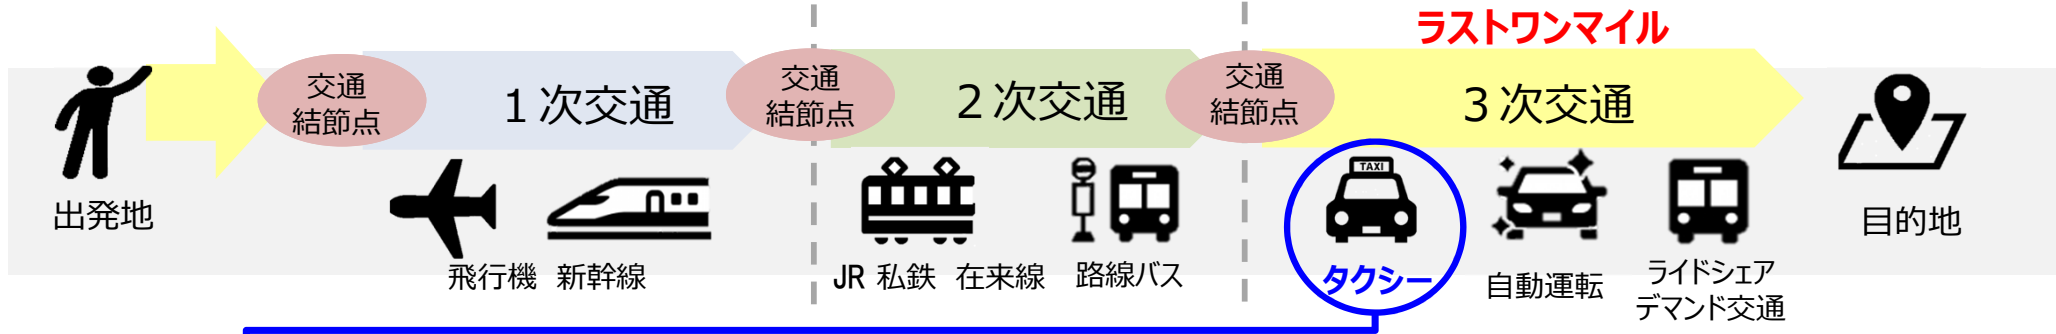 ラストワンマイル
交通
結節点
１次交通
交通
結節点
２次交通
交通
結節点
３次交通
TAXI
出発地
飛行機 新幹線
JR 私鉄 在来線
路線バス
タクシー
自動運転
ライドシェア
デマンド交通
目的地